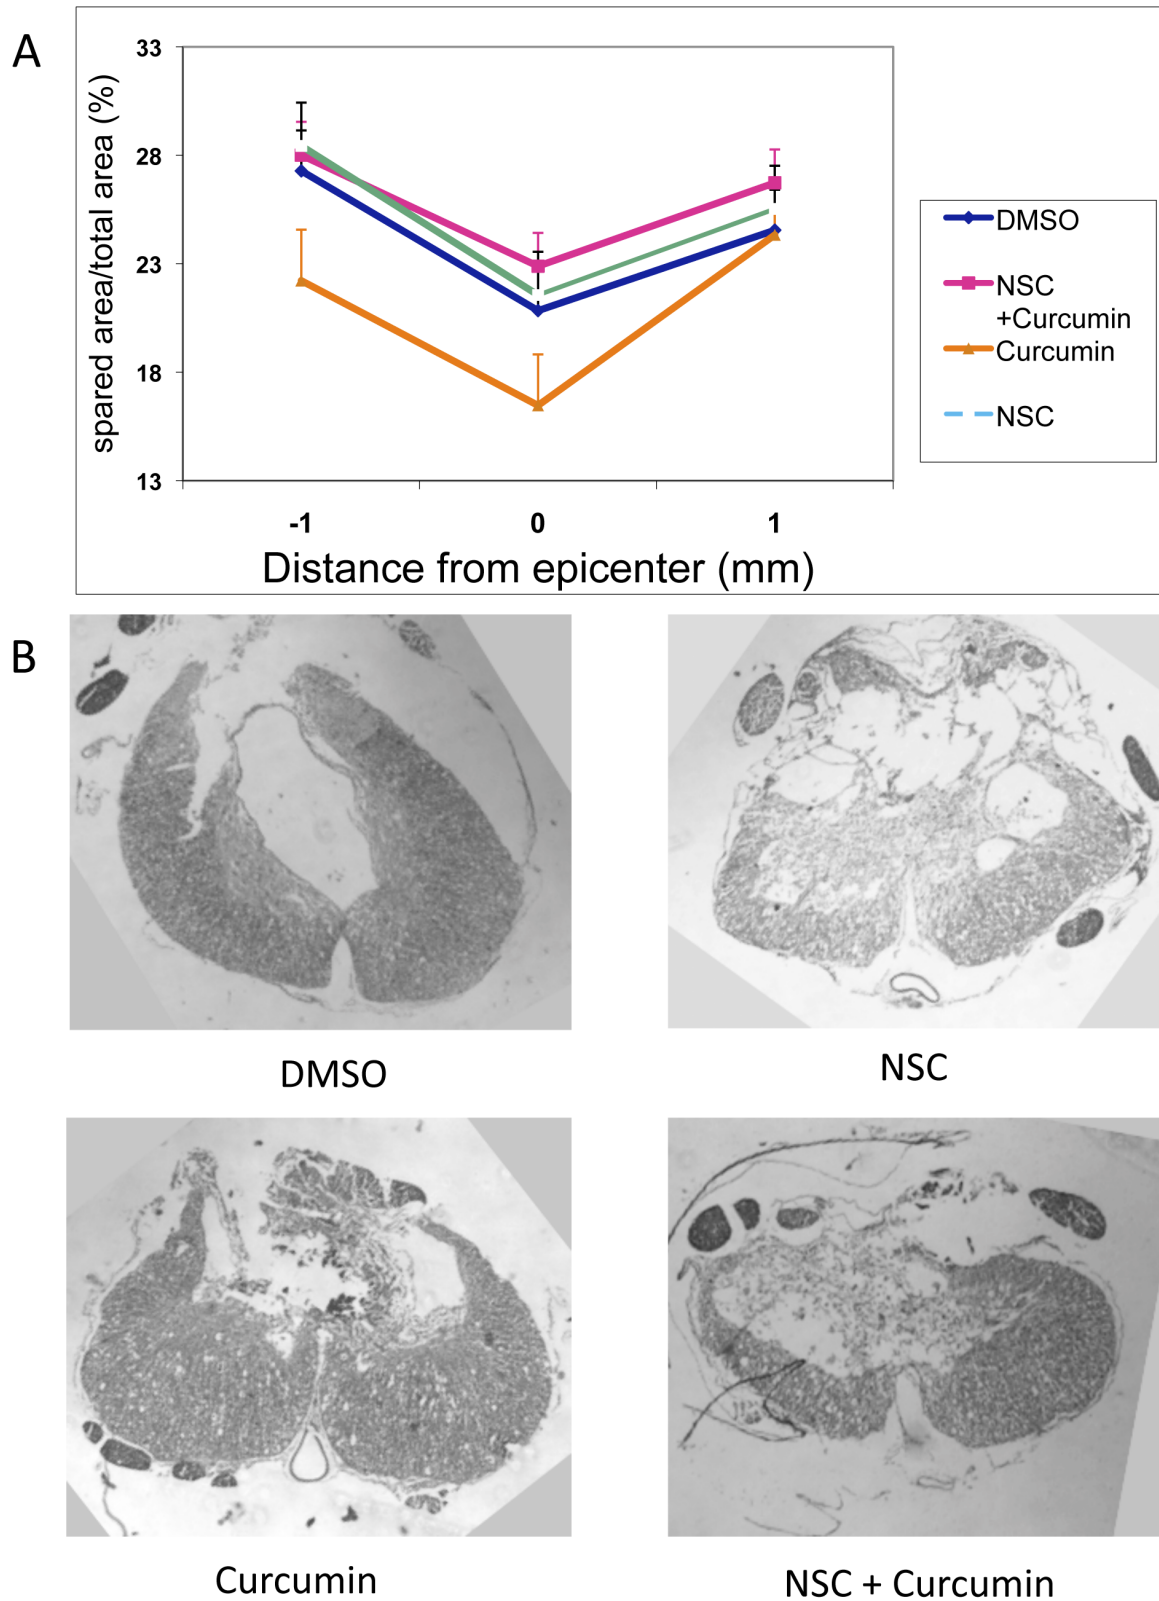 A
spared area/total area (%)
33
28
23
18
13
-1 0 1
Distance from epicenter (mm)
DMSO
NSC
+Curcumin
Curcumin
NSC
B
DMSO
NSC
Curcumin
NSC + Curcumin